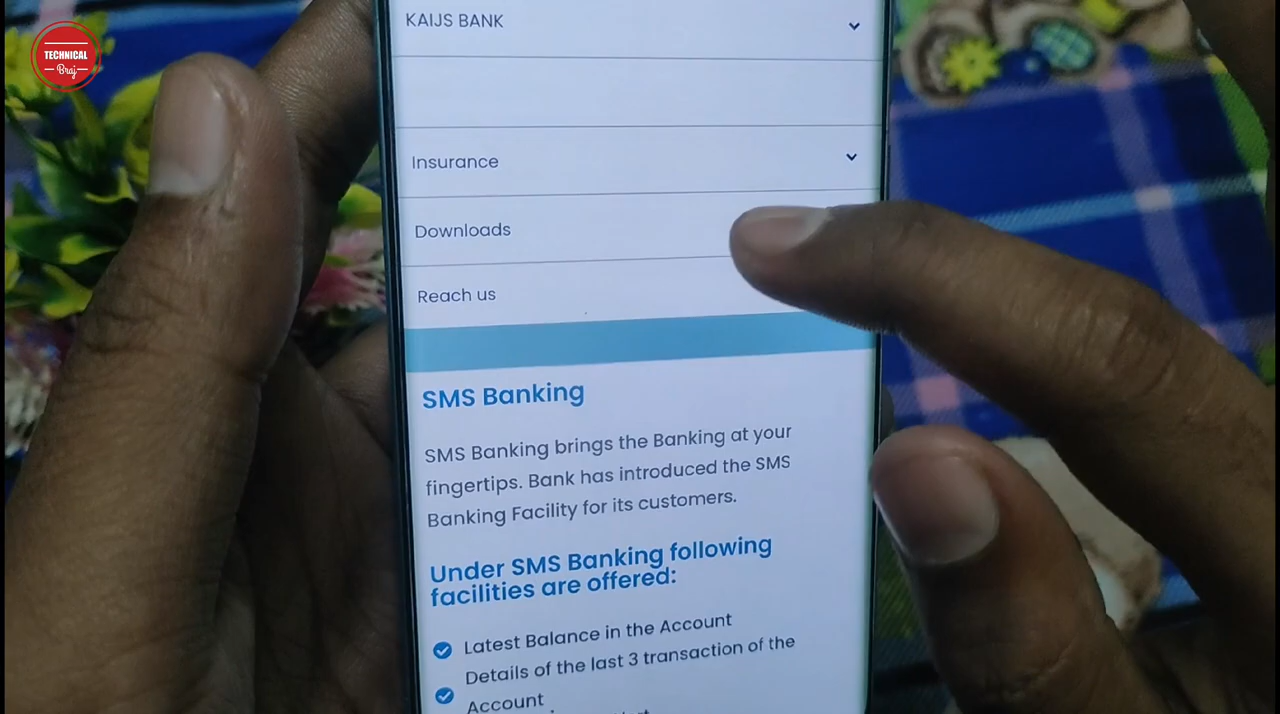 TECHNICAL
Braj
KAIJS BANK
Insurance
Downloads
Reach us
SMS Banking
SMS Banking brings the Banking at your
fingertips. Bank has introduced the SMS
Banking Facility for its customers.
Under SMS Banking following
facilities are offered:
Latest Balance in the Account
Details of the last 3 transaction of the
Account